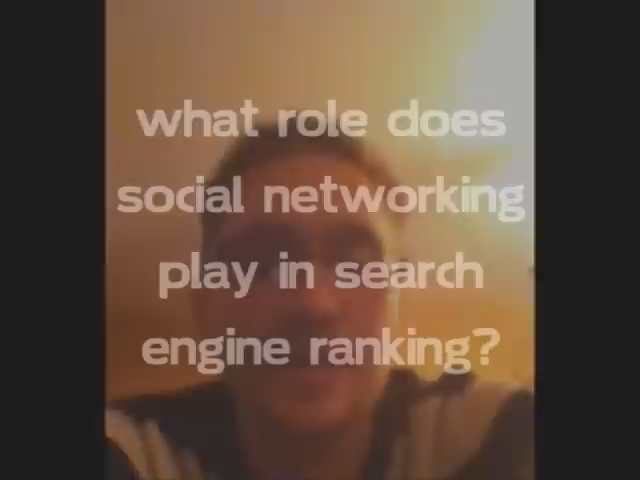 what role does
social networking
play in search
engine ranking?